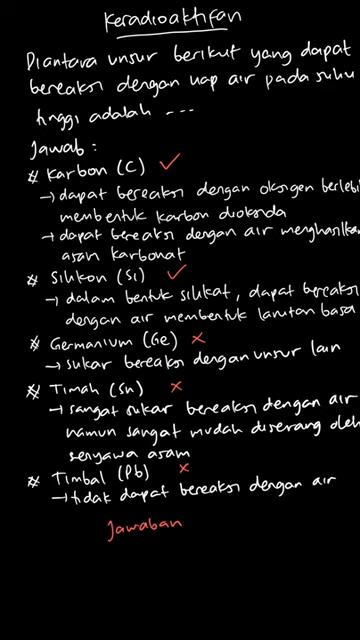 Keradioaktifan
Diantara unsur berikut yang dapat
bereaksi dengan uap air pada suhu
tinggi adalah ...
Jawab :
# Karbon (C) ✓
→ dapat bereaksi dengan oksigen berlebi
membentuk karbon dioksida
→ dapat bereaksi dengan air menghasilkan
asam karbonat
# Silikon (Si) ✓
→ dalam bentuk silikat, dapat bereaksi
dengan air membentuk larutan basa
# Germanium (Ge) ×
→ sukar bereaksi dengan unsur lain
# Timah (Sn) ×
→ sangat sukar bereaksi dengan air
namun sangat mudah diserang oleh
senyawa asam
# Timbal (Pb) ×
→ tidak dapat bereaksi dengan air
Jawaban